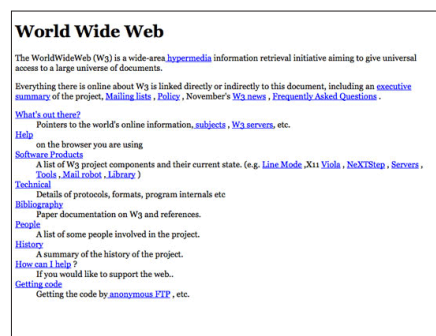 World Wide Web
The WorldWideWeb (W3) is a wide-area hypermedia information retrieval initiative aiming to give universal
access to a large universe of documents.
Everything there is online about W3 is linked directly or indirectly to this document, including an executive
summary of the project, Mailing lists , Policy , November's W3 news , Frequently Asked Questions .
What's out there?
Pointers to the world's online information, subjects , W3 servers, etc.
Help
on the browser you are using
Software Products
A list of W3 project components and their current state. (e.g. Line Mode ,X11 Viola , NeXTStep , Servers ,
Tools , Mail robot , Library )
Technical
Details of protocols, formats, program internals etc
Bibliography
Paper documentation on W3 and references.
People
A list of some people involved in the project.
History
A summary of the history of the project.
How can I help ?
If you would like to support the web..
Getting code
Getting the code by anonymous FTP , etc.